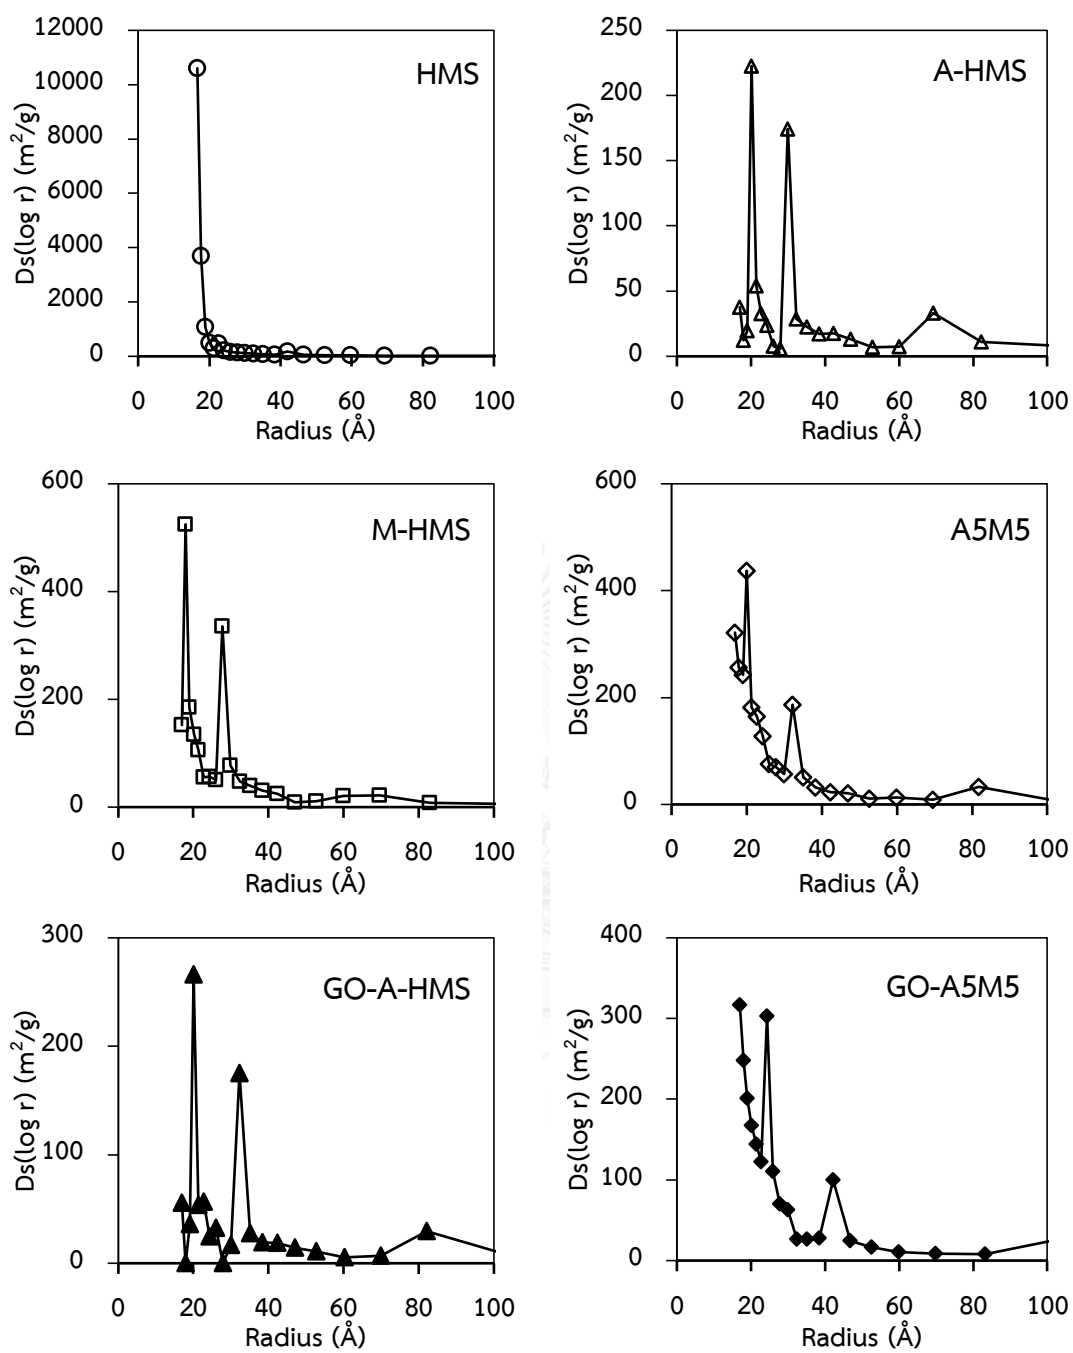 HMS
Ds(log r) (m²/g)
12000
10000
8000
6000
4000
2000
0
0 20 40 60 80 100
Radius (Å)
A-HMS
Ds(log r) (m²/g)
250
200
150
100
50
0
0 20 40 60 80 100
Radius (Å)
M-HMS
Ds(log r) (m²/g)
600
400
200
0
0 20 40 60 80 100
Radius (Å)
A5M5
Ds(log r) (m²/g)
600
400
200
0
0 20 40 60 80 100
Radius (Å)
GO-A-HMS
Ds(log r) (m²/g)
300
200
100
0
0 20 40 60 80 100
Radius (Å)
GO-A5M5
Ds(log r) (m²/g)
400
300
200
100
0
0 20 40 60 80 100
Radius (Å)